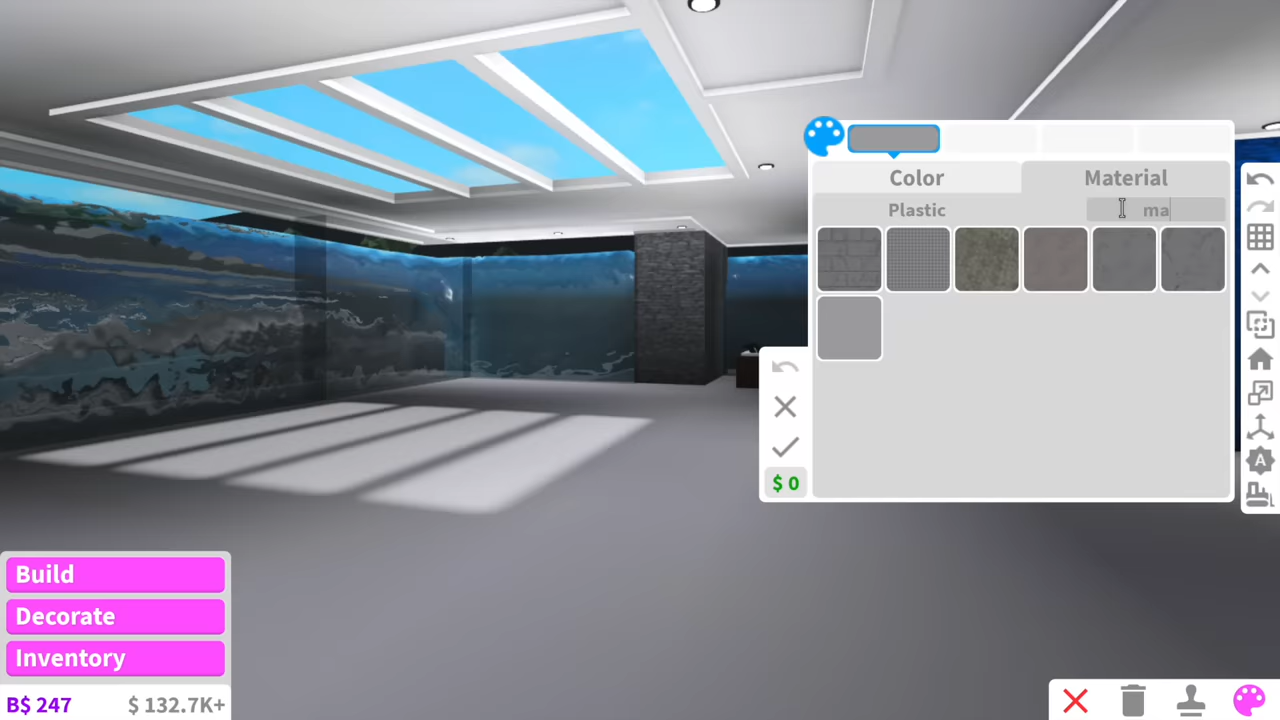 Color
Material
Plastic
ma
$ 0
A
Build
Decorate
Inventory
B$ 247
$ 132.7K+